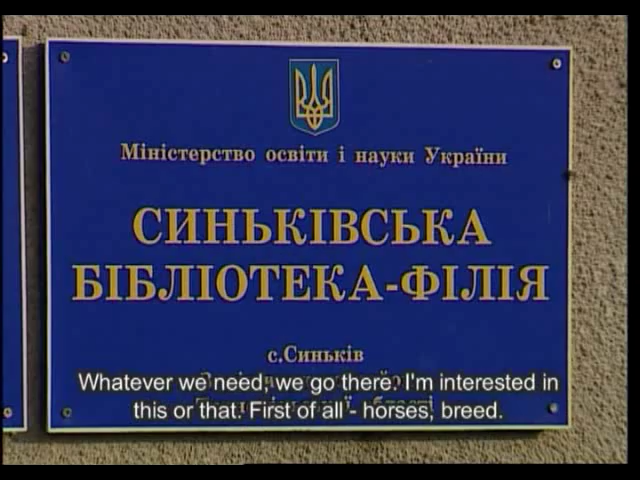 Міністерство освіти і науки України
СИНЬКІВСЬКА
БІБЛІОТЕКА-ФІЛІЯ
с.Синьків
Whatever we need, we go there. I'm interested in
this or that. First of all - horses, breed.